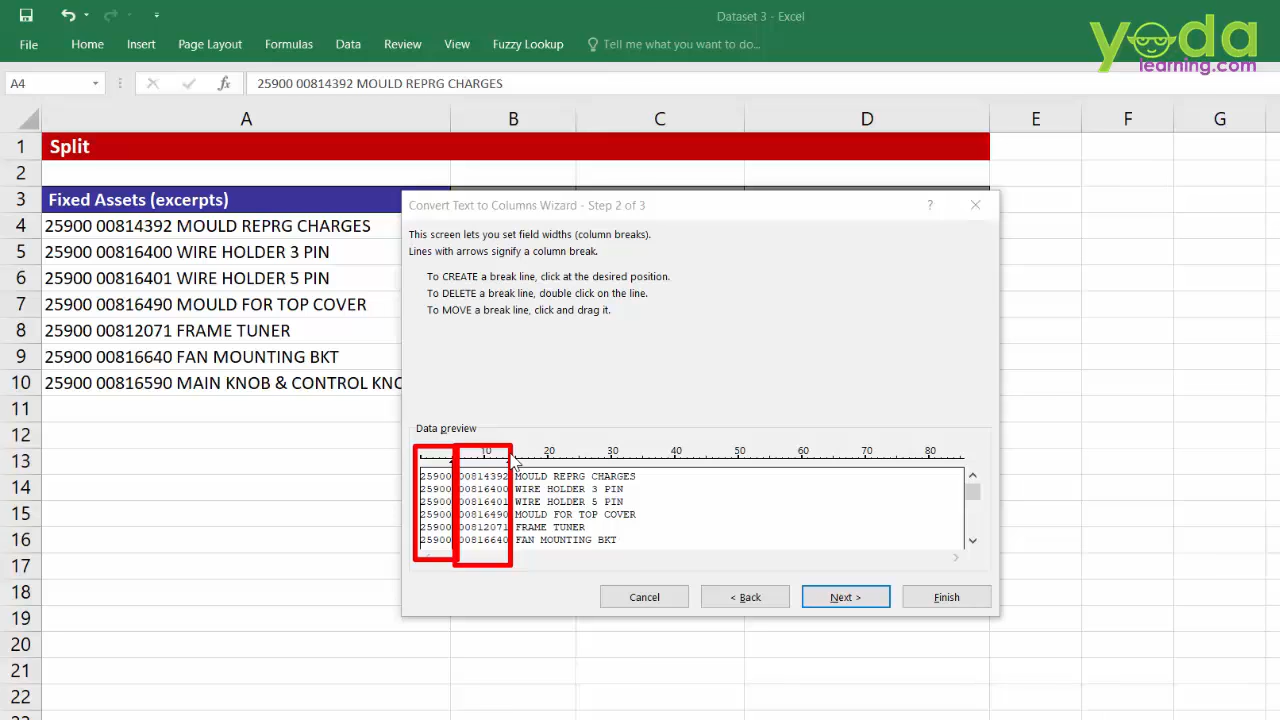 Dataset 3 - Excel
yoda
learning.com
File Home Insert Page Layout Formulas Data Review View Fuzzy Lookup Tell me what you want to do...
A4 fx 25900 00814392 MOULD REPRG CHARGES
A B C D E F G
1 Split
2
3 Fixed Assets (excerpts)
4 25900 00814392 MOULD REPRG CHARGES
5 25900 00816400 WIRE HOLDER 3 PIN
6 25900 00816401 WIRE HOLDER 5 PIN
7 25900 00816490 MOULD FOR TOP COVER
8 25900 00812071 FRAME TUNER
9 25900 00816640 FAN MOUNTING BKT
10 25900 00816590 MAIN KNOB & CONTROL KNO
11
12
13
14
15
16
17
18
19
20
21
22
Convert Text to Columns Wizard - Step 2 of 3 ?
This screen lets you set field widths (column breaks).
Lines with arrows signify a column break.
To CREATE a break line, click at the desired position.
To DELETE a break line, double click on the line.
To MOVE a break line, click and drag it.
Data preview
10 20 30 40 50 60 70 80
25900 00814392 MOULD REPRG CHARGES
25900 00816400 WIRE HOLDER 3 PIN
25900 00816401 WIRE HOLDER 5 PIN
25900 00816490 MOULD FOR TOP COVER
25900 00812071 FRAME TUNER
25900 00816640 FAN MOUNTING BKT
Cancel < Back Next > Finish